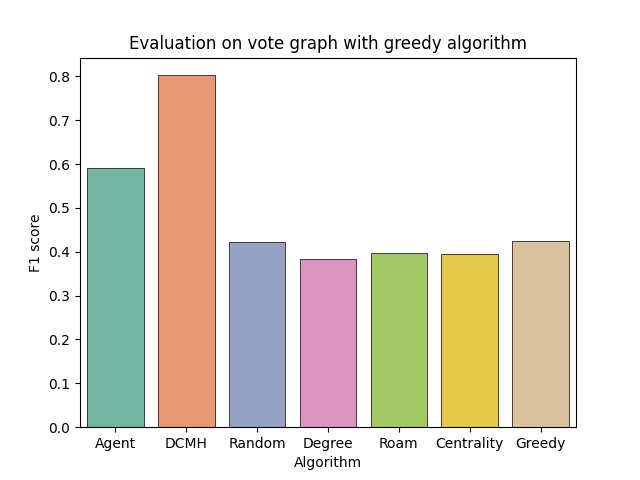 Evaluation on vote graph with greedy algorithm
F1 score
0.8
0.7
0.6
0.5
0.4
0.3
0.2
0.1
0.0
Agent DCMH Random Degree Roam Centrality Greedy
Algorithm